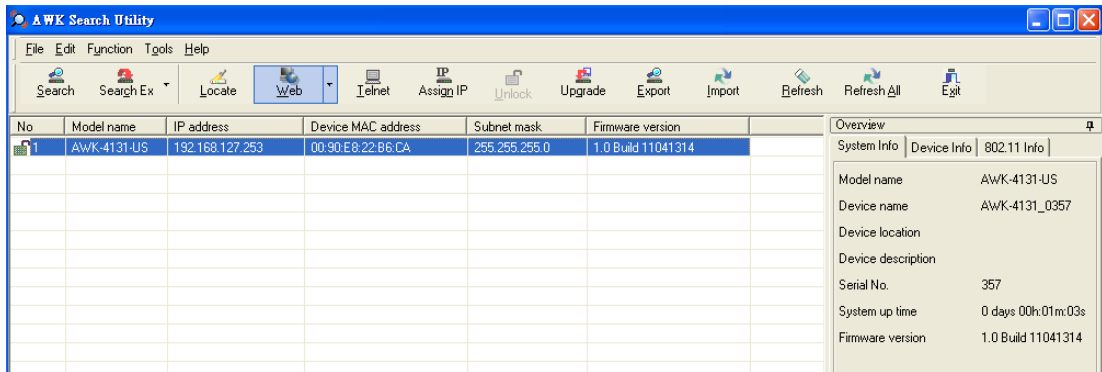 AWK Search Utility
File Edit Function Tools Help
Search Search Ex Locate Web Telnet Assign IP Unlock Upgrade Export Import Refresh Refresh All Exit
No Model name IP address Device MAC address Subnet mask Firmware version
1 AWK-4131-US 192.168.127.253 00:90:E8:22:B6:CA 255.255.255.0 1.0 Build 11041314
Overview
System Info Device Info 802.11 Info
Model name AWK-4131-US
Device name AWK-4131_0357
Device location
Device description
Serial No. 357
System up time 0 days 00h:01m:03s
Firmware version 1.0 Build 11041314